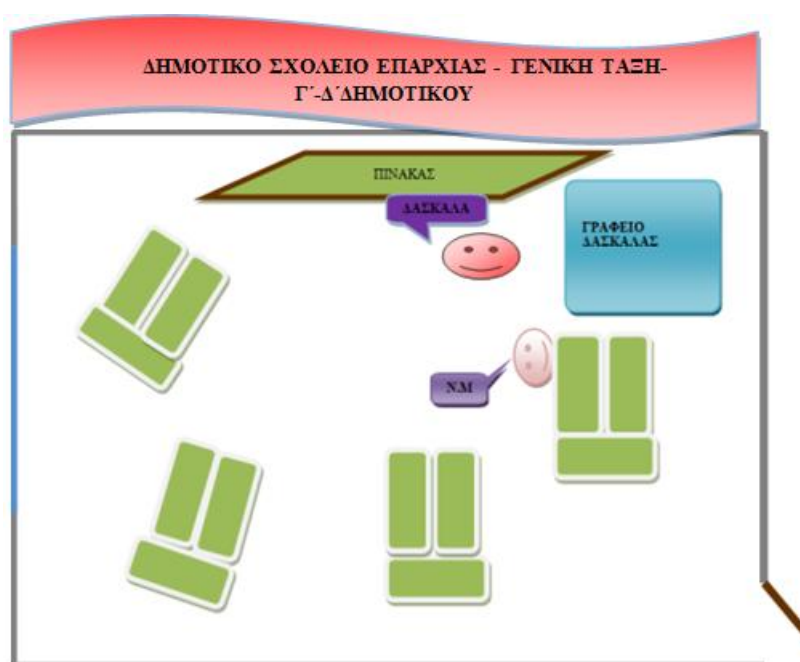 ΔΗΜΟΤΙΚΟ ΣΧΟΛΕΙΟ ΕΠΑΡΧΙΑΣ - ΓΕΝΙΚΗ ΤΑΞΗ-
Γ΄-Δ΄ΔΗΜΟΤΙΚΟΥ
ΠΙΝΑΚΑΣ
ΔΑΣΚΑΛΑ
ΓΡΑΦΕΙΟ
ΔΑΣΚΑΛΑΣ
Ν.Μ